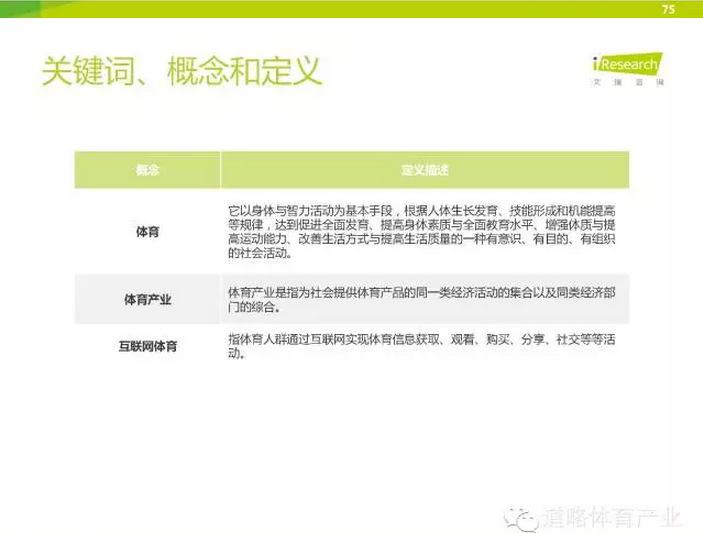 75
关键词、概念和定义
iResearch
艾瑞咨询
概念
定义描述
体育
它以身体与智力活动为基本手段，根据人体生长发育、技能形成和机能提高
等规律，达到促进全面发育、提高身体素质与全面教育水平、增强体质与提
高运动能力、改善生活方式与提高生活质量的一种有意识、有目的、有组织
的社会活动。
体育产业
体育产业是指为社会提供体育产品的同一类经济活动的集合以及同类经济部
门的综合。
互联网体育
指体育人群通过互联网实现体育信息获取、观看、购买、分享、社交等等活
动。
道略体育产业